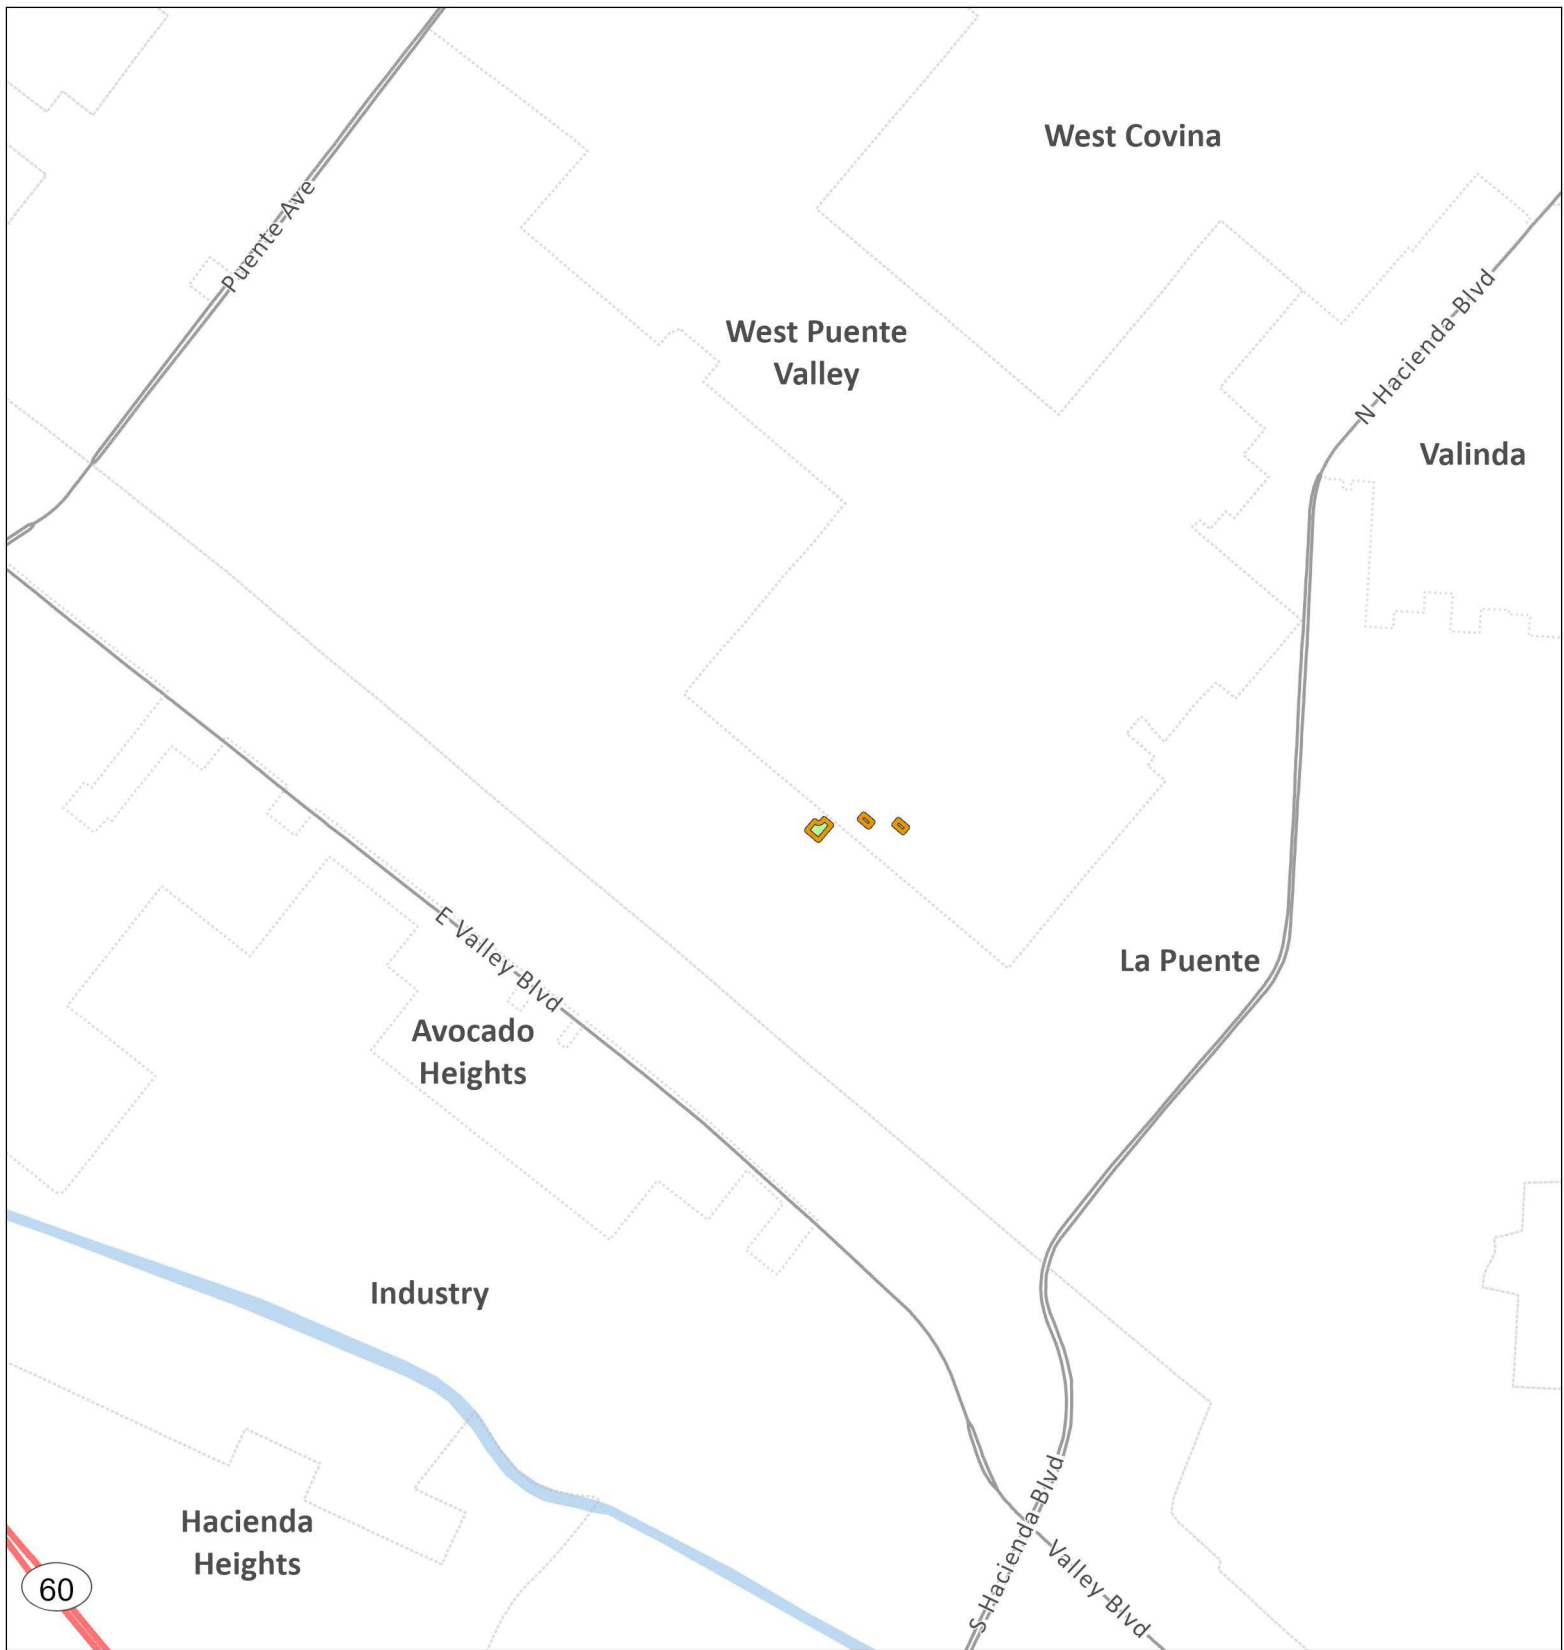 West Covina
Puente Ave
N Hacienda Blvd
West Puente
Valley
Valinda
E Valley Blvd
La Puente
Avocado
Heights
Industry
Hacienda
Heights
60
S Hacienda Blvd
Valley Blvd